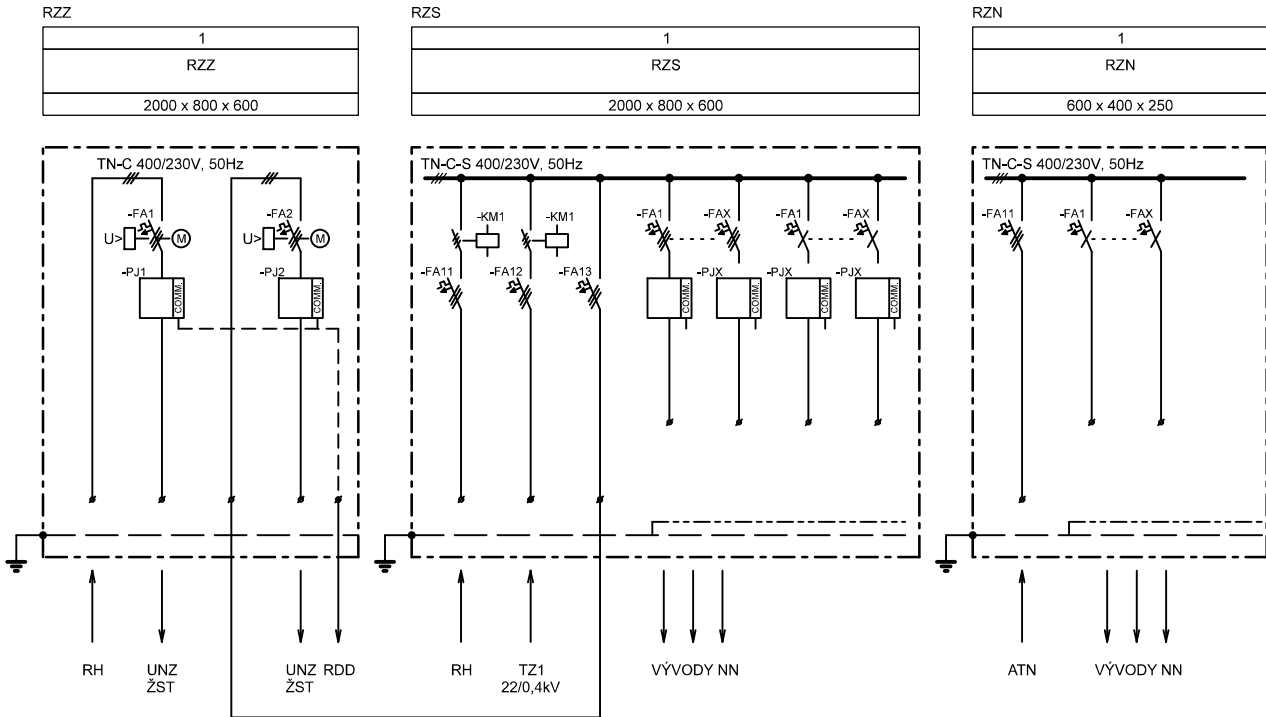 RZZ
1
RZZ
2000 x 800 x 600
TN-C 400/230V, 50Hz
-FA1
U>
M
-PJ1
COMM.
-FA2
U>
M
-PJ2
COMM.
RH
UNZ
ŽST
UNZ
ŽST
RDD
RZS
1
RZS
2000 x 800 x 600
TN-C-S 400/230V, 50Hz
-KM1
-KM1
-FA11
-FA12
-FA13
-FA1
-FAX
-FA1
-FAX
COMM.
-PJX
COMM.
-PJX
COMM.
-PJX
COMM.
RH
TZ1
22/0,4kV
VÝVODY NN
RZN
1
RZN
600 x 400 x 250
TN-C-S 400/230V, 50Hz
-FA11
-FA1
-FAX
ATN
VÝVODY NN